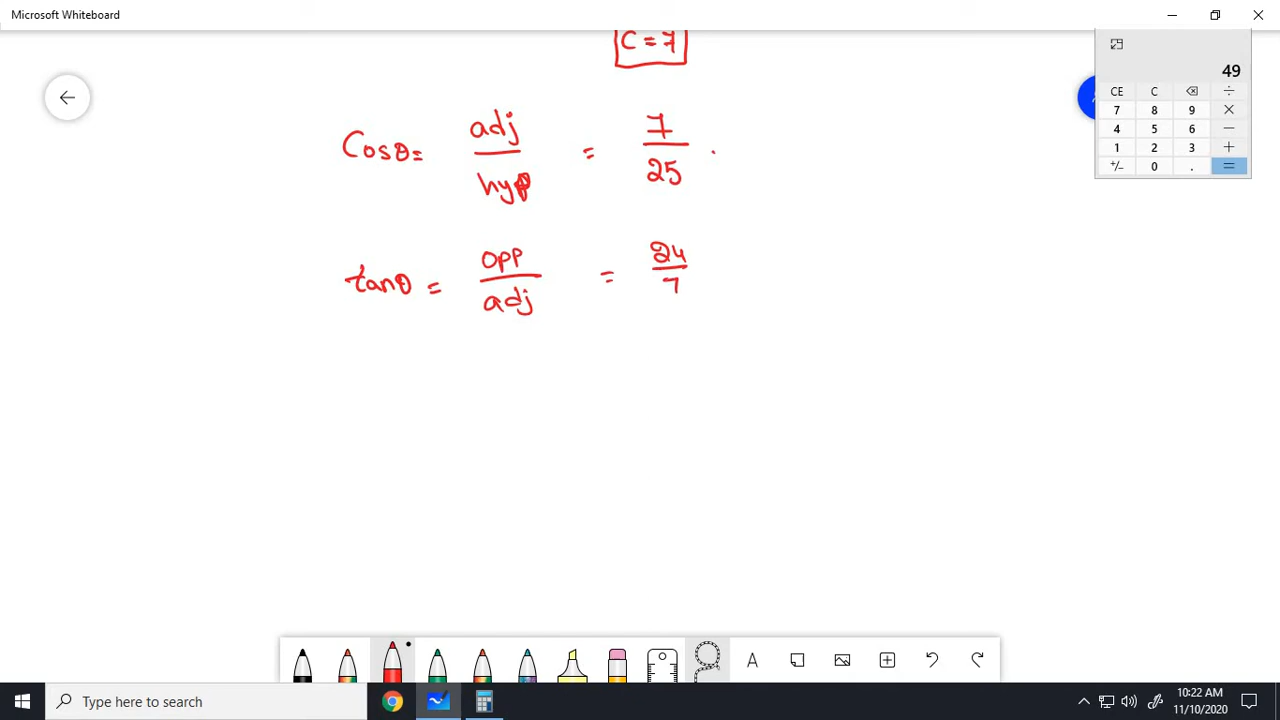 Microsoft Whiteboard
C = 7
49
CE C ÷
7 8 9 ×
4 5 6 −
1 2 3 +
+/− 0 . =
Cosθ = adj/hyp = 7/25
tanθ = opp/adj = 24/7
A
Type here to search
10:22 AM
11/10/2020